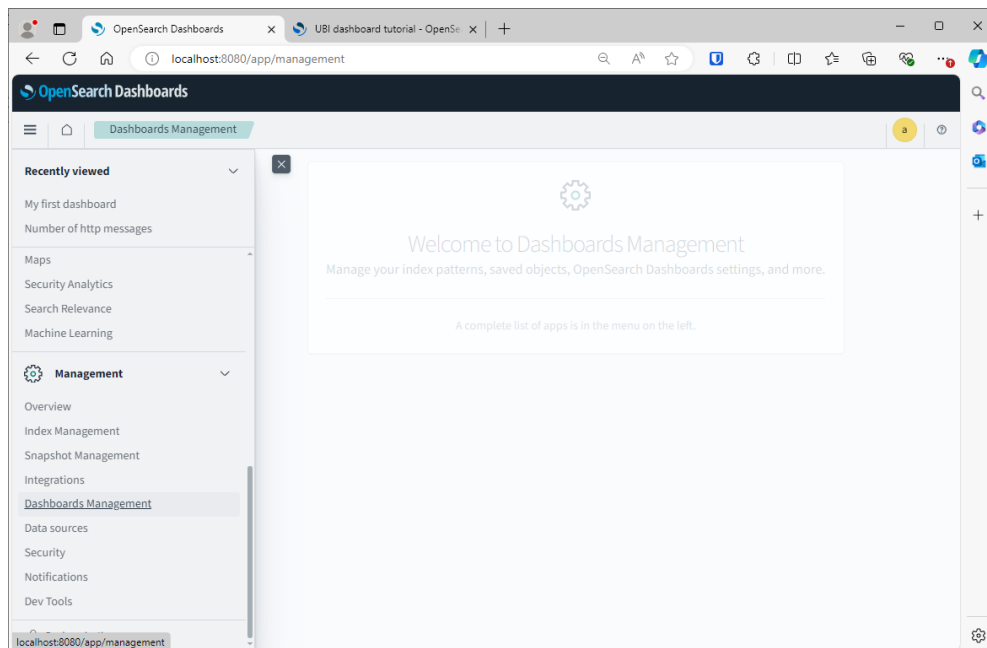 OpenSearch Dashboards
UBI dashboard tutorial - OpenSe
localhost:8080/app/management
OpenSearch Dashboards
Dashboards Management
a
Recently viewed
My first dashboard
Number of http messages
Maps
Security Analytics
Search Relevance
Machine Learning
Management
Overview
Index Management
Snapshot Management
Integrations
Dashboards Management
Data sources
Security
Notifications
Dev Tools
localhost:8080/app/management
Welcome to Dashboards Management
Manage your index patterns, saved objects, OpenSearch Dashboards settings, and more.
A complete list of apps is in the menu on the left.